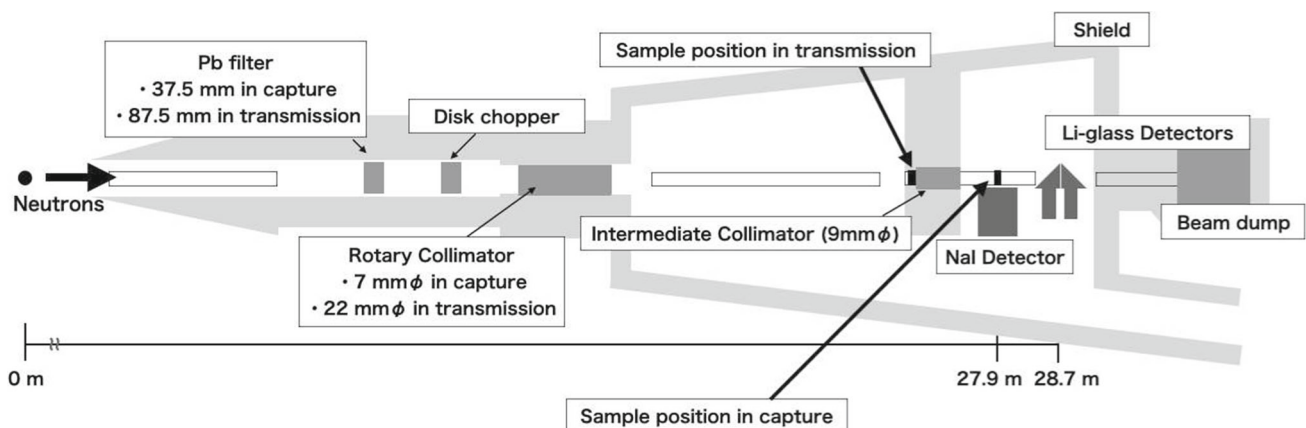 Pb filter
・37.5 mm in capture
・87.5 mm in transmission
Disk chopper
Sample position in transmission
Shield
Li-glass Detectors
Neutrons
Rotary Collimator
・7 mmϕ in capture
・22 mmϕ in transmission
Intermediate Collimator (9mmϕ)
NaI Detector
Beam dump
0 m
27.9 m
28.7 m
Sample position in capture